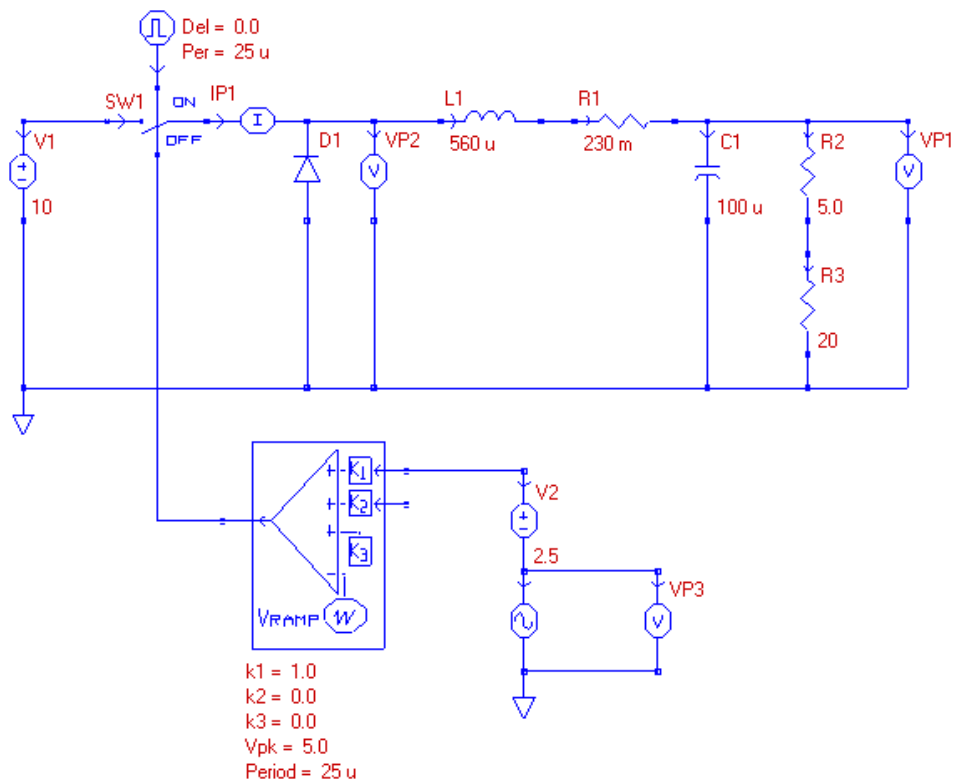 Del = 0.0
Per = 25 u
SW1
ON
OFF
IP1
I
V1
10
D1
VP2
V
L1
560 u
R1
230 m
C1
100 u
R2
5.0
R3
20
VP1
V
K1
K2
K3
VRAMP
W
V2
2.5
VP3
V
k1 = 1.0
k2 = 0.0
k3 = 0.0
Vpk = 5.0
Period = 25 u